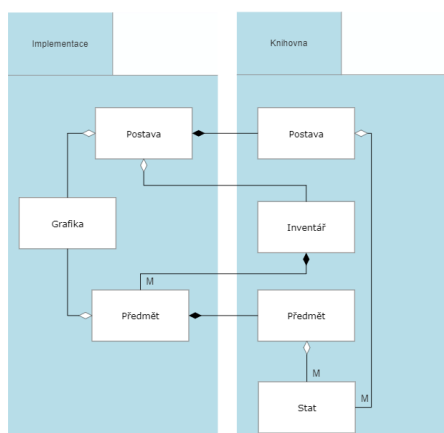 Implementace
Knihovna
Postava
Postava
Grafika
Inventář
M
Předmět
Předmět
M
M
Stat